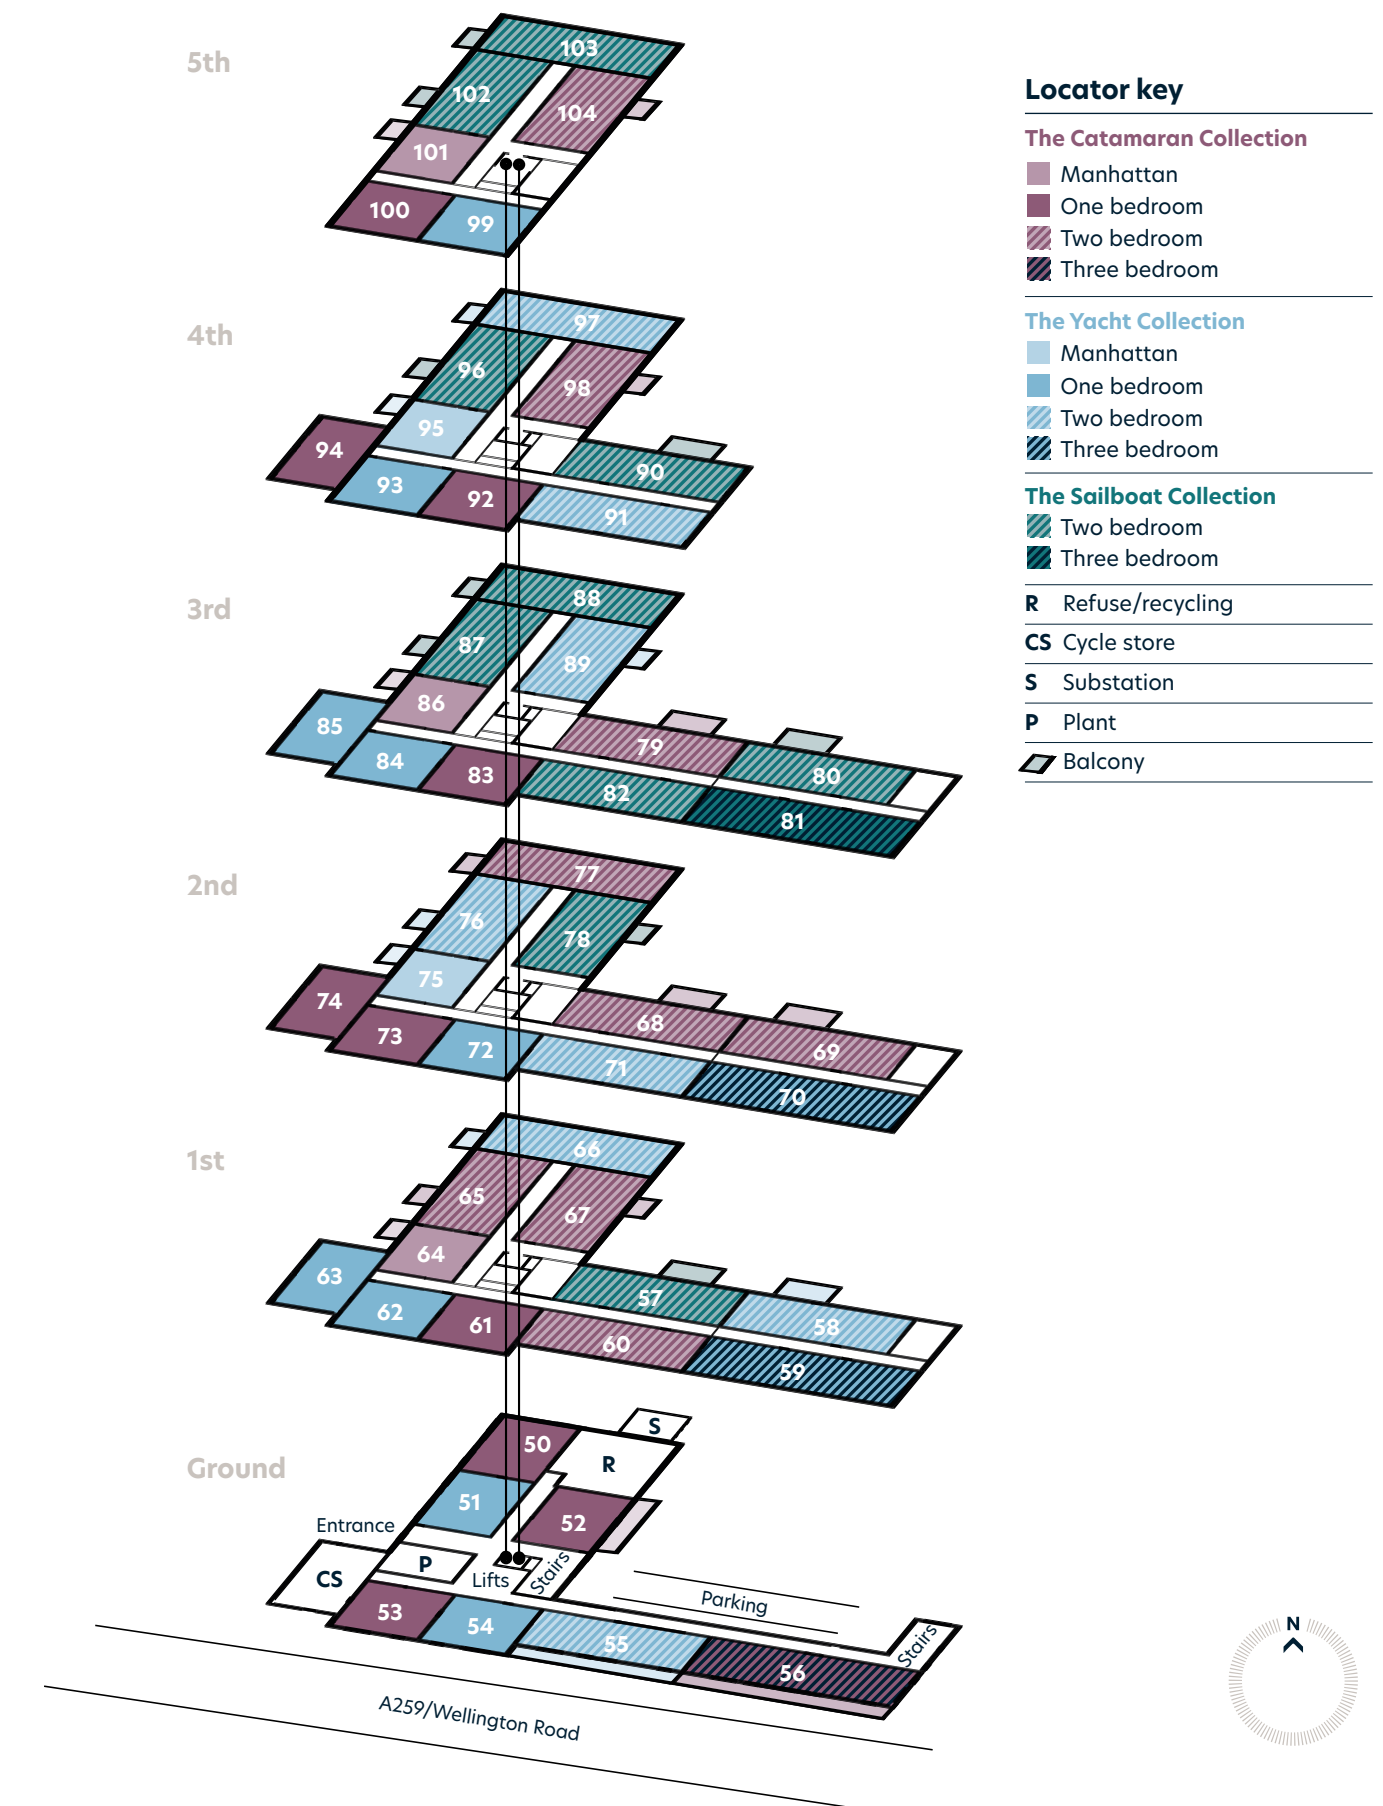 5th
103
102
104
101
100
99
4th
97
96
98
95
94
90
93
92
91
3rd
88
87
89
86
85
79
84
83
80
82
81
2nd
77
76
78
75
74
68
73
72
69
71
70
1st
66
65
67
64
63
57
62
61
58
60
59
Ground
50
S
R
51
52
Entrance
P
CS
Lifts
Stairs
Parking
53
54
55
56
Stairs
A259/Wellington Road
Locator key
The Catamaran Collection
Manhattan
One bedroom
Two bedroom
Three bedroom
The Yacht Collection
Manhattan
One bedroom
Two bedroom
Three bedroom
The Sailboat Collection
Two bedroom
Three bedroom
R Refuse/recycling
CS Cycle store
S Substation
P Plant
Balcony
N